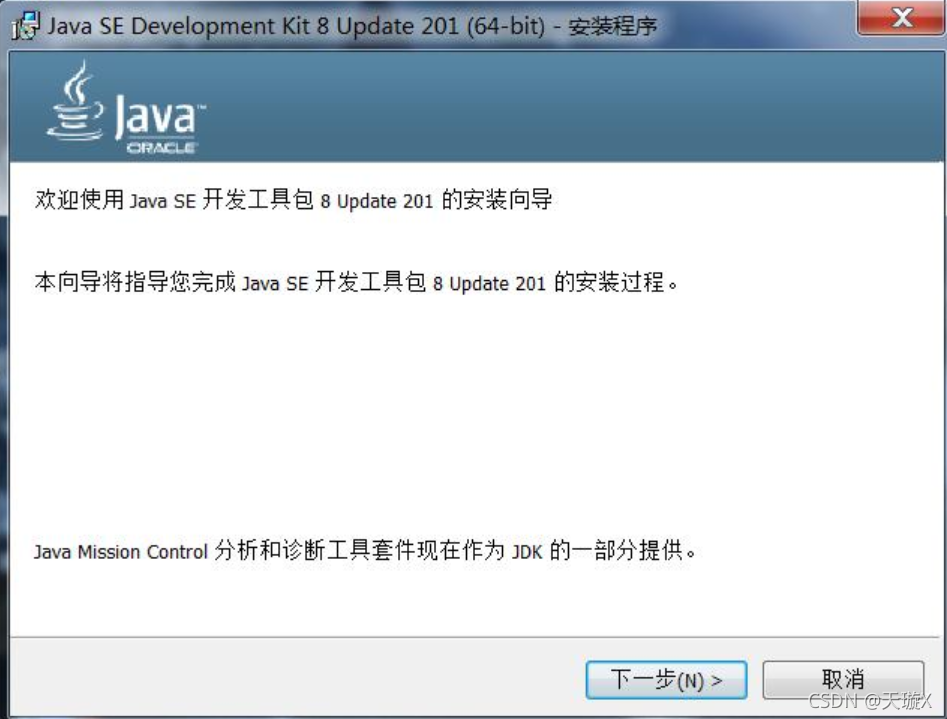 Java SE Development Kit 8 Update 201 (64-bit) - 安装程序
Java™
ORACLE
欢迎使用 Java SE 开发工具包 8 Update 201 的安装向导
本向导将指导您完成 Java SE 开发工具包 8 Update 201 的安装过程。
Java Mission Control 分析和诊断工具套件现在作为 JDK 的一部分提供。
下一步(N) >
取消
CSDN @天璇X